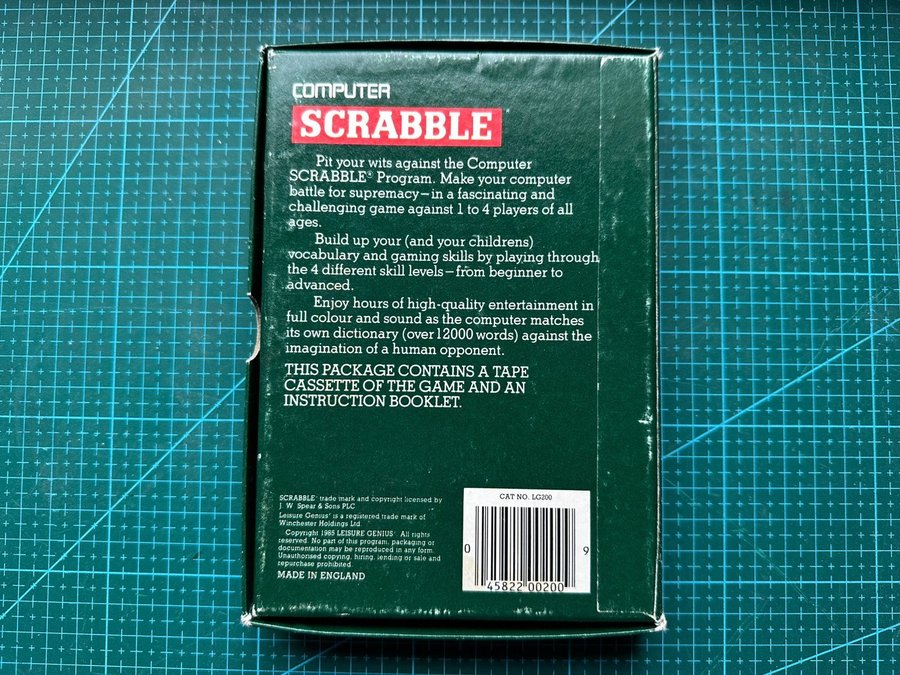 COMPUTER
SCRABBLE
Pit your wits against the Computer
SCRABBLE® Program. Make your computer
battle for supremacy—in a fascinating and
challenging game against 1 to 4 players of all
ages.
Build up your (and your childrens)
vocabulary and gaming skills by playing through
the 4 different skill levels—from beginner to
advanced.
Enjoy hours of high-quality entertainment in
full colour and sound as the computer matches
its own dictionary (over 12000 words) against the
imagination of a human opponent.
THIS PACKAGE CONTAINS A TAPE
CASSETTE OF THE GAME AND AN
INSTRUCTION BOOKLET.
SCRABBLE® trade mark and copyright licensed by
J. W. Spear & Sons PLC
Leisure Genius® is a registered trade mark of
Winchester Holdings Ltd.
Copyright 1985 LEISURE GENIUS® All rights
reserved. No part of this program, packaging or
documentation may be reproduced in any form.
Unauthorised copying, hiring, lending or sale and
repurchase prohibited.
MADE IN ENGLAND
CAT NO. LG200
0 45822 00200 9